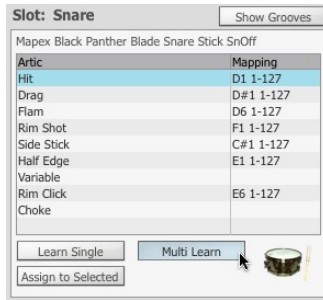 Slot: Snare Show Grooves
Mapex Black Panther Blade Snare Stick SnOff
Artic Mapping
Hit D1 1-127
Drag D#1 1-127
Flam D6 1-127
Rim Shot F1 1-127
Side Stick C#1 1-127
Half Edge E1 1-127
Variable
Rim Click E6 1-127
Choke
Learn Single Multi Learn
Assign to Selected